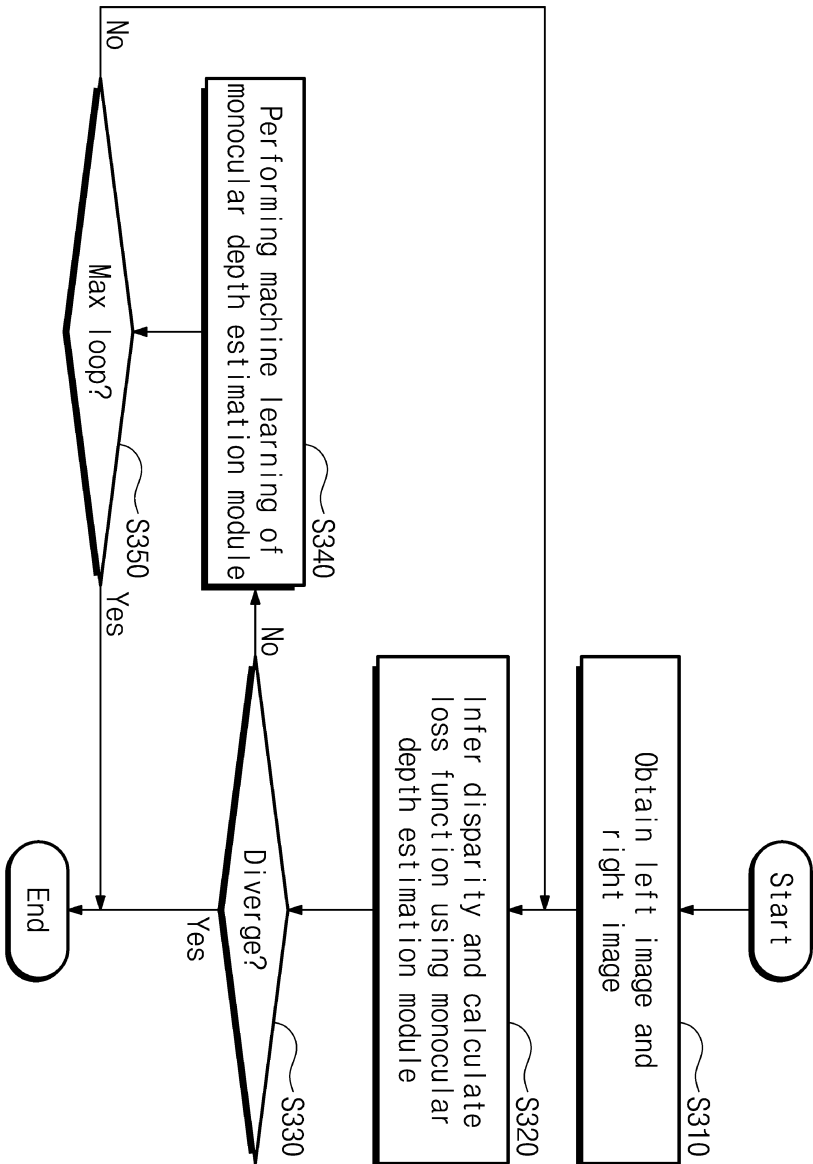 Start
Obtain left image and
right image
S310
Infer disparity and calculate
loss function using monocular
depth estimation module
S320
Diverge?
S330
No
Yes
Performing machine learning of
monocular depth estimation module
S340
Max loop?
S350
No
Yes
End